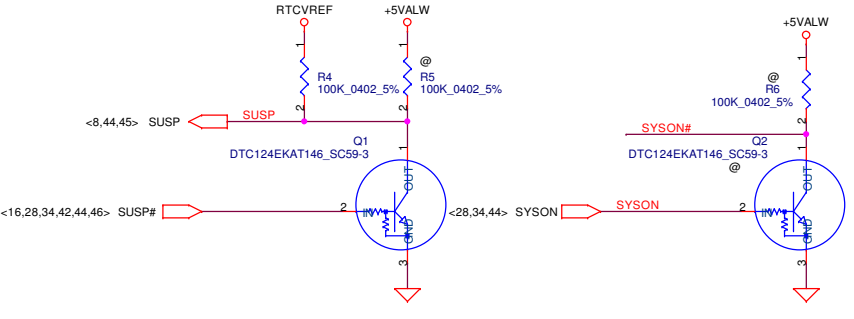 RTCVREF
+5VALW
1
R4
100K_0402_5%
2
1
@
R5
100K_0402_5%
2
<8,44,45> SUSP
SUSP
Q1
DTC124EKAT146_SC59-3
1
OUT
<16,28,34,42,44,46> SUSP#
2
IN
GND
3
+5VALW
1
@
R6
100K_0402_5%
2
SYSON#
Q2
DTC124EKAT146_SC59-3
@
1
OUT
<28,34,44> SYSON
SYSON
2
IN
GND
3